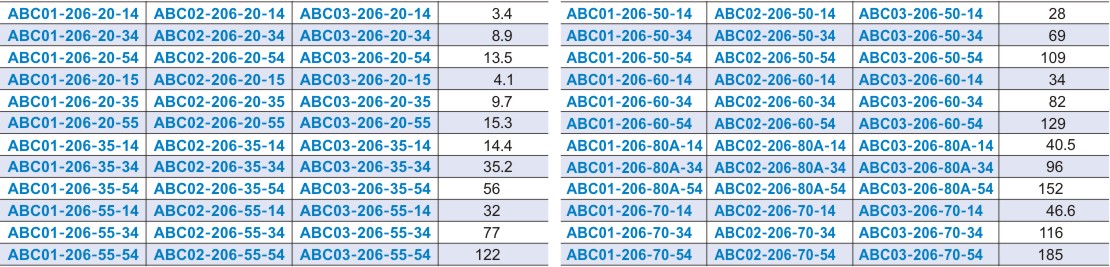 ABC01-206-20-14 ABC02-206-20-14 ABC03-206-20-14 3.4
ABC01-206-20-34 ABC02-206-20-34 ABC03-206-20-34 8.9
ABC01-206-20-54 ABC02-206-20-54 ABC03-206-20-54 13.5
ABC01-206-20-15 ABC02-206-20-15 ABC03-206-20-15 4.1
ABC01-206-20-35 ABC02-206-20-35 ABC03-206-20-35 9.7
ABC01-206-20-55 ABC02-206-20-55 ABC03-206-20-55 15.3
ABC01-206-35-14 ABC02-206-35-14 ABC03-206-35-14 14.4
ABC01-206-35-34 ABC02-206-35-34 ABC03-206-35-34 35.2
ABC01-206-35-54 ABC02-206-35-54 ABC03-206-35-54 56
ABC01-206-55-14 ABC02-206-55-14 ABC03-206-55-14 32
ABC01-206-55-34 ABC02-206-55-34 ABC03-206-55-34 77
ABC01-206-55-54 ABC02-206-55-54 ABC03-206-55-54 122
ABC01-206-50-14 ABC02-206-50-14 ABC03-206-50-14 28
ABC01-206-50-34 ABC02-206-50-34 ABC03-206-50-34 69
ABC01-206-50-54 ABC02-206-50-54 ABC03-206-50-54 109
ABC01-206-60-14 ABC02-206-60-14 ABC03-206-60-14 34
ABC01-206-60-34 ABC02-206-60-34 ABC03-206-60-34 82
ABC01-206-60-54 ABC02-206-60-54 ABC03-206-60-54 129
ABC01-206-80A-14 ABC02-206-80A-14 ABC03-206-80A-14 40.5
ABC01-206-80A-34 ABC02-206-80A-34 ABC03-206-80A-34 96
ABC01-206-80A-54 ABC02-206-80A-54 ABC03-206-80A-54 152
ABC01-206-70-14 ABC02-206-70-14 ABC03-206-70-14 46.6
ABC01-206-70-34 ABC02-206-70-34 ABC03-206-70-34 116
ABC01-206-70-54 ABC02-206-70-54 ABC03-206-70-54 185